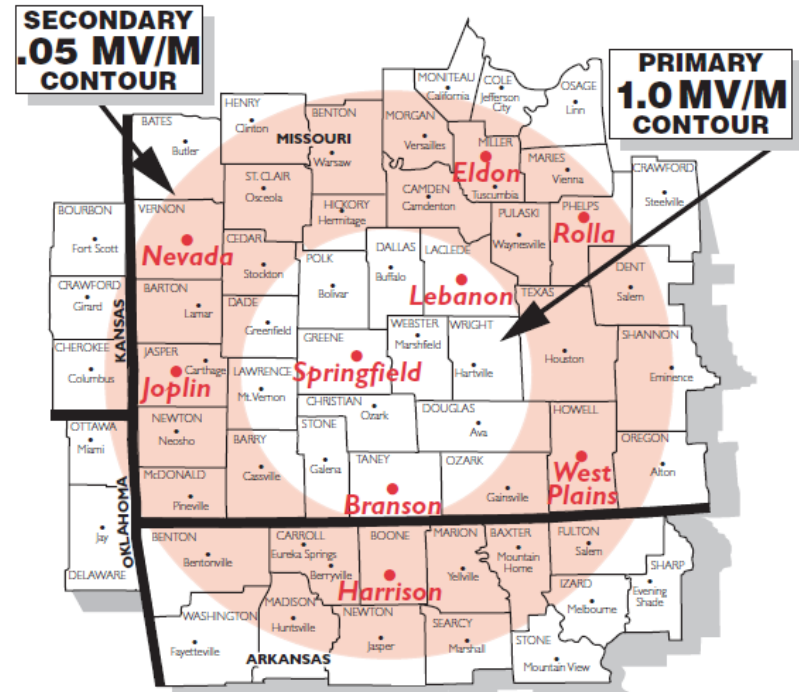 SECONDARY
.05 MV/M
CONTOUR
PRIMARY
1.0 MV/M
CONTOUR
MONITEAU
California
COLE
Jefferson
City
OSAGE
Linn
HENRY
Clinton
BENTON
MISSOURI
Warsaw
MORGAN
Versailles
MILLER
Eldon
Tuscumbia
MARIES
Vienna
CRAWFORD
Steelville
BATES
Butler
ST. CLAIR
Osceola
HICKORY
Hermitage
CAMDEN
Camdenton
PULASKI
Waynesville
PHELPS
Rolla
BOURBON
Fort Scott
VERNON
Nevada
CEDAR
Stockton
POLK
Bolivar
DALLAS
Buffalo
LACLEDE
Lebanon
TEXAS
Houston
DENT
Salem
CRAWFORD
Girard
KANSAS
BARTON
Lamar
DADE
Greenfield
GREENE
Springfield
WEBSTER
Marshfield
WRIGHT
Hartville
SHANNON
Eminence
CHEROKEE
Columbus
JASPER
Carthage
Joplin
LAWRENCE
Mt. Vernon
CHRISTIAN
Ozark
DOUGLAS
Ava
HOWELL
West
Plains
OTTAWA
Miami
NEWTON
Neosho
BARRY
Cassville
STONE
Galena
TANEY
Branson
OZARK
Gainsville
OREGON
Alton
OKLAHOMA
McDONALD
Pineville
Jay
DELAWARE
BENTON
Bentonville
CARROLL
Eureka Springs
Berryville
BOONE
Harrison
MARION
Yellville
BAXTER
Mountain
Home
FULTON
Salem
SHARP
Evening
Shade
IZARD
Melbourne
WASHINGTON
Fayetteville
MADISON
Huntsville
ARKANSAS
NEWTON
Jasper
SEARCY
Marshall
STONE
Mountain View